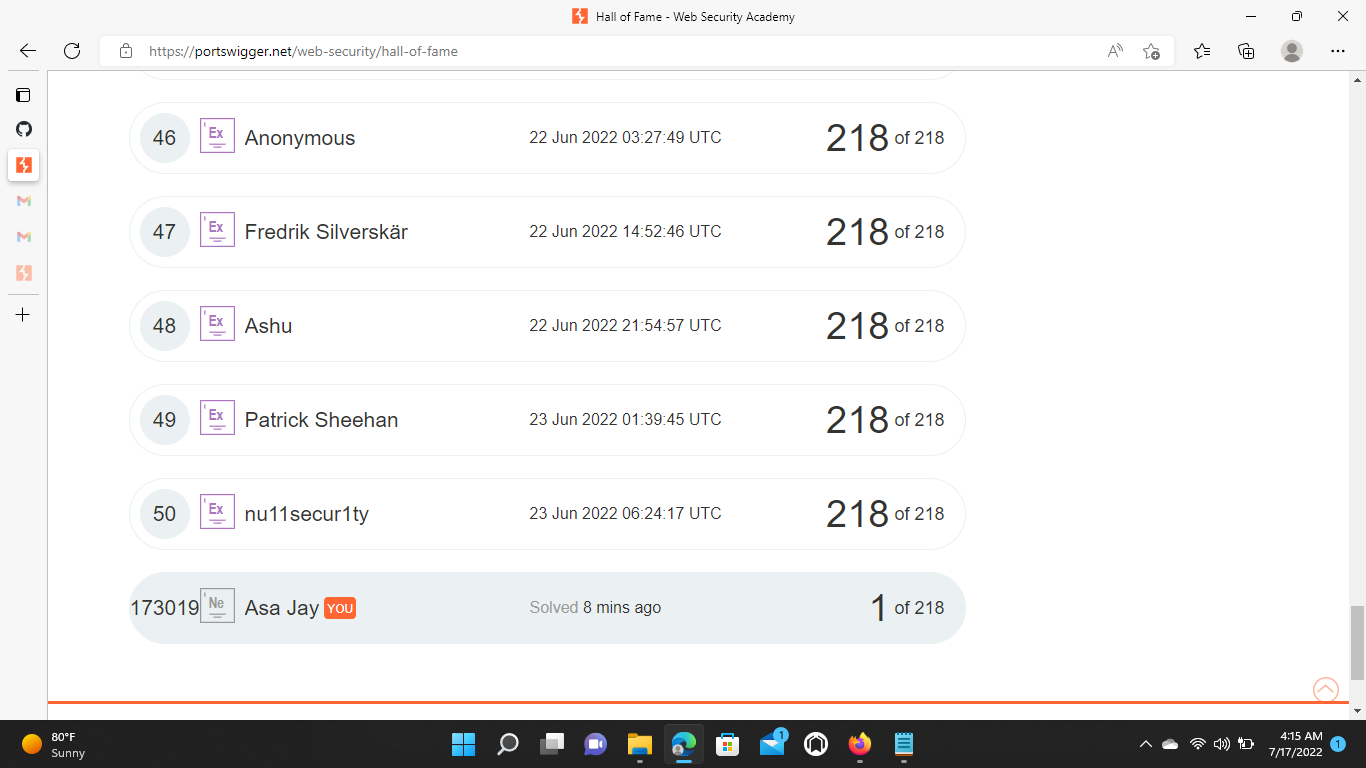 Hall of Fame - Web Security Academy
https://portswigger.net/web-security/hall-of-fame
46 Ex Anonymous 22 Jun 2022 03:27:49 UTC 218 of 218
47 Ex Fredrik Silverskär 22 Jun 2022 14:52:46 UTC 218 of 218
48 Ex Ashu 22 Jun 2022 21:54:57 UTC 218 of 218
49 Ex Patrick Sheehan 23 Jun 2022 01:39:45 UTC 218 of 218
50 Ex nu11secur1ty 23 Jun 2022 06:24:17 UTC 218 of 218
173019 Ne Asa Jay YOU Solved 8 mins ago 1 of 218
80°F
Sunny
1
4:15 AM
7/17/2022
1